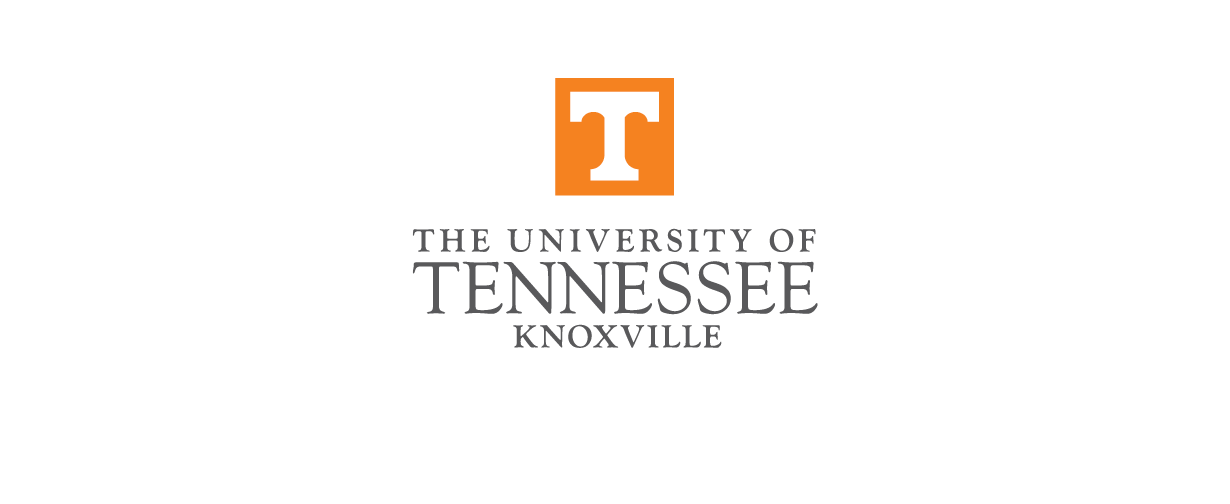 T
THE UNIVERSITY OF
TENNESSEE
KNOXVILLE